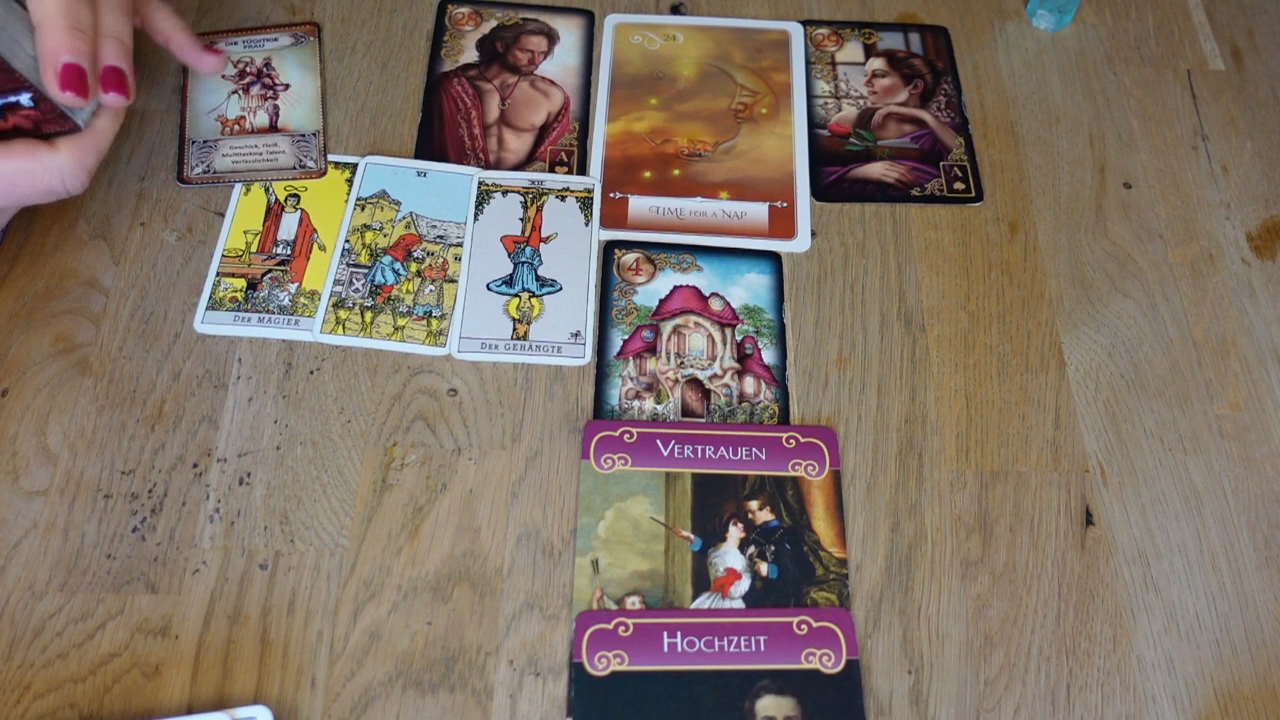 DIE TÜCHTIGE
FRAU
Geschick, Fleiß,
Multitasking-Talent,
Verlässlichkeit
28
A
24
TIME FOR A NAP
29
A
DER MAGIER
VI
XII
DER GEHÄNGTE
4
VERTRAUEN
HOCHZEIT